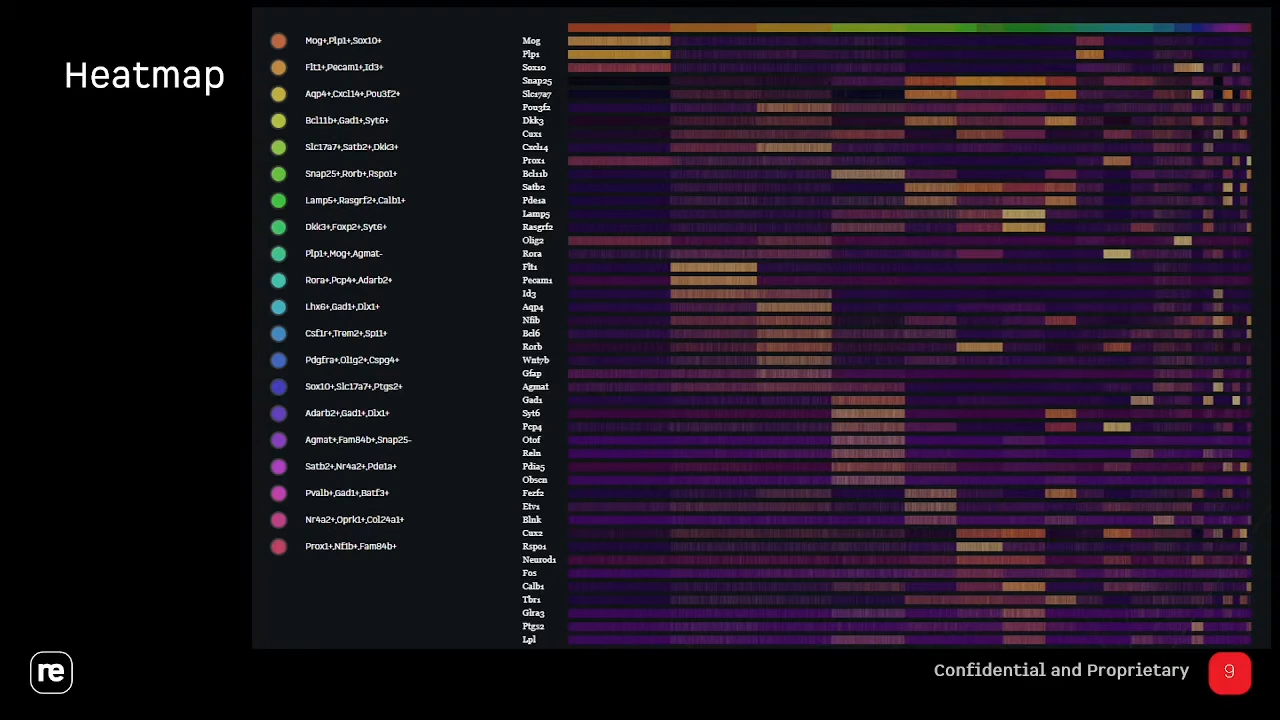 Heatmap
Mog+,Plp1+,Sox10+
Flt1+,Pecam1+,Id3+
Aqp4+,Cxcl14+,Pou3f2+
Bcl11b+,Gad1+,Syt6+
Slc17a7+,Satb2+,Dkk3+
Snap25+,Rorb+,Rspo1+
Lamp5+,Rasgrf2+,Calb1+
Dkk3+,Foxp2+,Syt6+
Plp1+,Mog+,Agmat-
Rora+,Pcp4+,Adarb2+
Lhx6+,Gad1+,Dlx1+
Csf1r+,Trem2+,Spi1+
Pdgfra+,Olig2+,Cspg4+
Sox10+,Slc17a7+,Ptgs2+
Adarb2+,Gad1+,Dlx1+
Agmat+,Fam84b+,Snap25-
Satb2+,Nr4a2+,Pde1a+
Pvalb+,Gad1+,Batf3+
Nr4a2+,Oprk1+,Col24a1+
Prox1+,Nfib+,Fam84b+
Mog
Plp1
Sox10
Snap25
Slc17a7
Pou3f2
Dkk3
Cux1
Cxcl14
Prox1
Bcl11b
Satb2
Pde1a
Lamp5
Rasgrf2
Olig2
Rora
Flt1
Pecam1
Id3
Aqp4
Nfib
Bcl6
Rorb
Wnt7b
Gfap
Agmat
Gad1
Syt6
Pcp4
Otof
Reln
Pdia5
Obscn
Fezf2
Etv1
Blnk
Cux2
Rspo1
Neurod1
Fos
Calb1
Tbr1
Glra3
Ptgs2
Lpl
re
Confidential and Proprietary
9